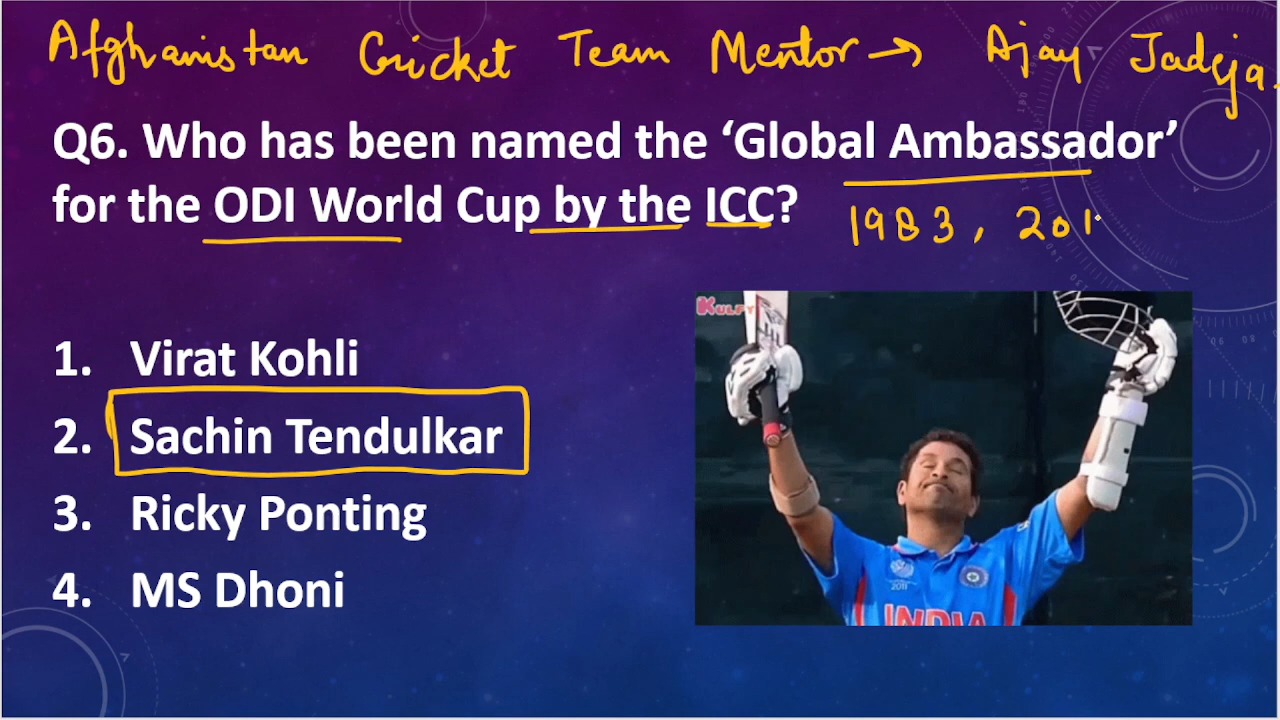 Afghanistan Cricket Team Mentor → Ajay Jadeja.
Q6. Who has been named the ‘Global Ambassador’
for the ODI World Cup by the ICC?
1983, 201
1. Virat Kohli
2. Sachin Tendulkar
3. Ricky Ponting
4. MS Dhoni
KULFY
2011
INDIA